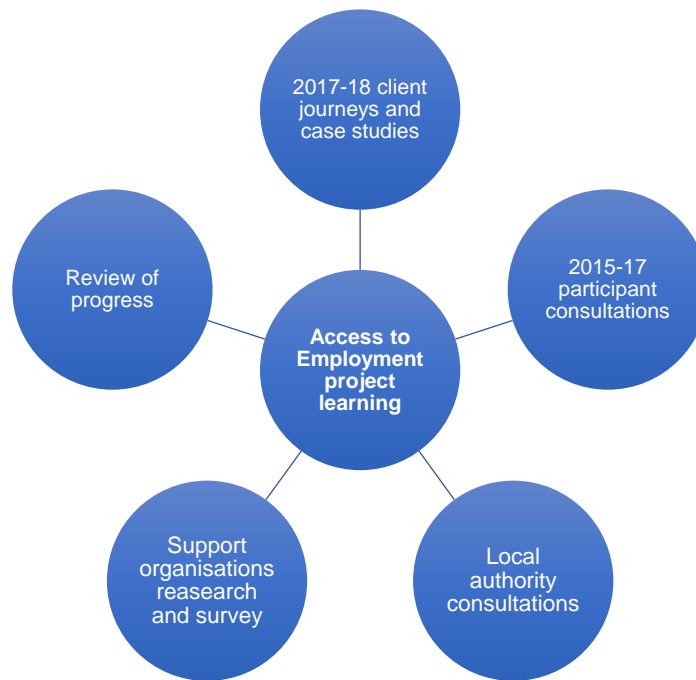 2017-18 client
journeys and
case studies
2015-17
participant
consultations
Review of
progress
Access to
Employment
project
learning
Support
organisations
reasearch
and survey
Local
authority
consultations